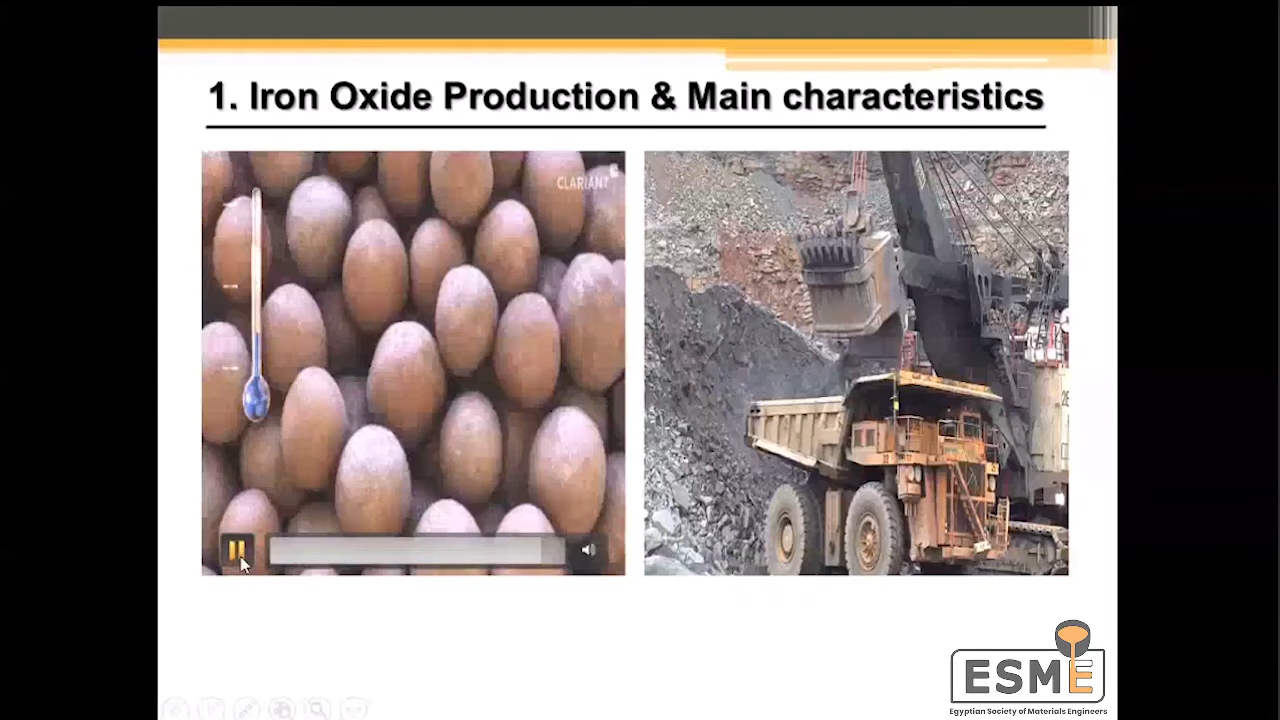 1. Iron Oxide Production & Main characteristics
CLARIANT
ESME
Egyptian Society of Materials Engineers